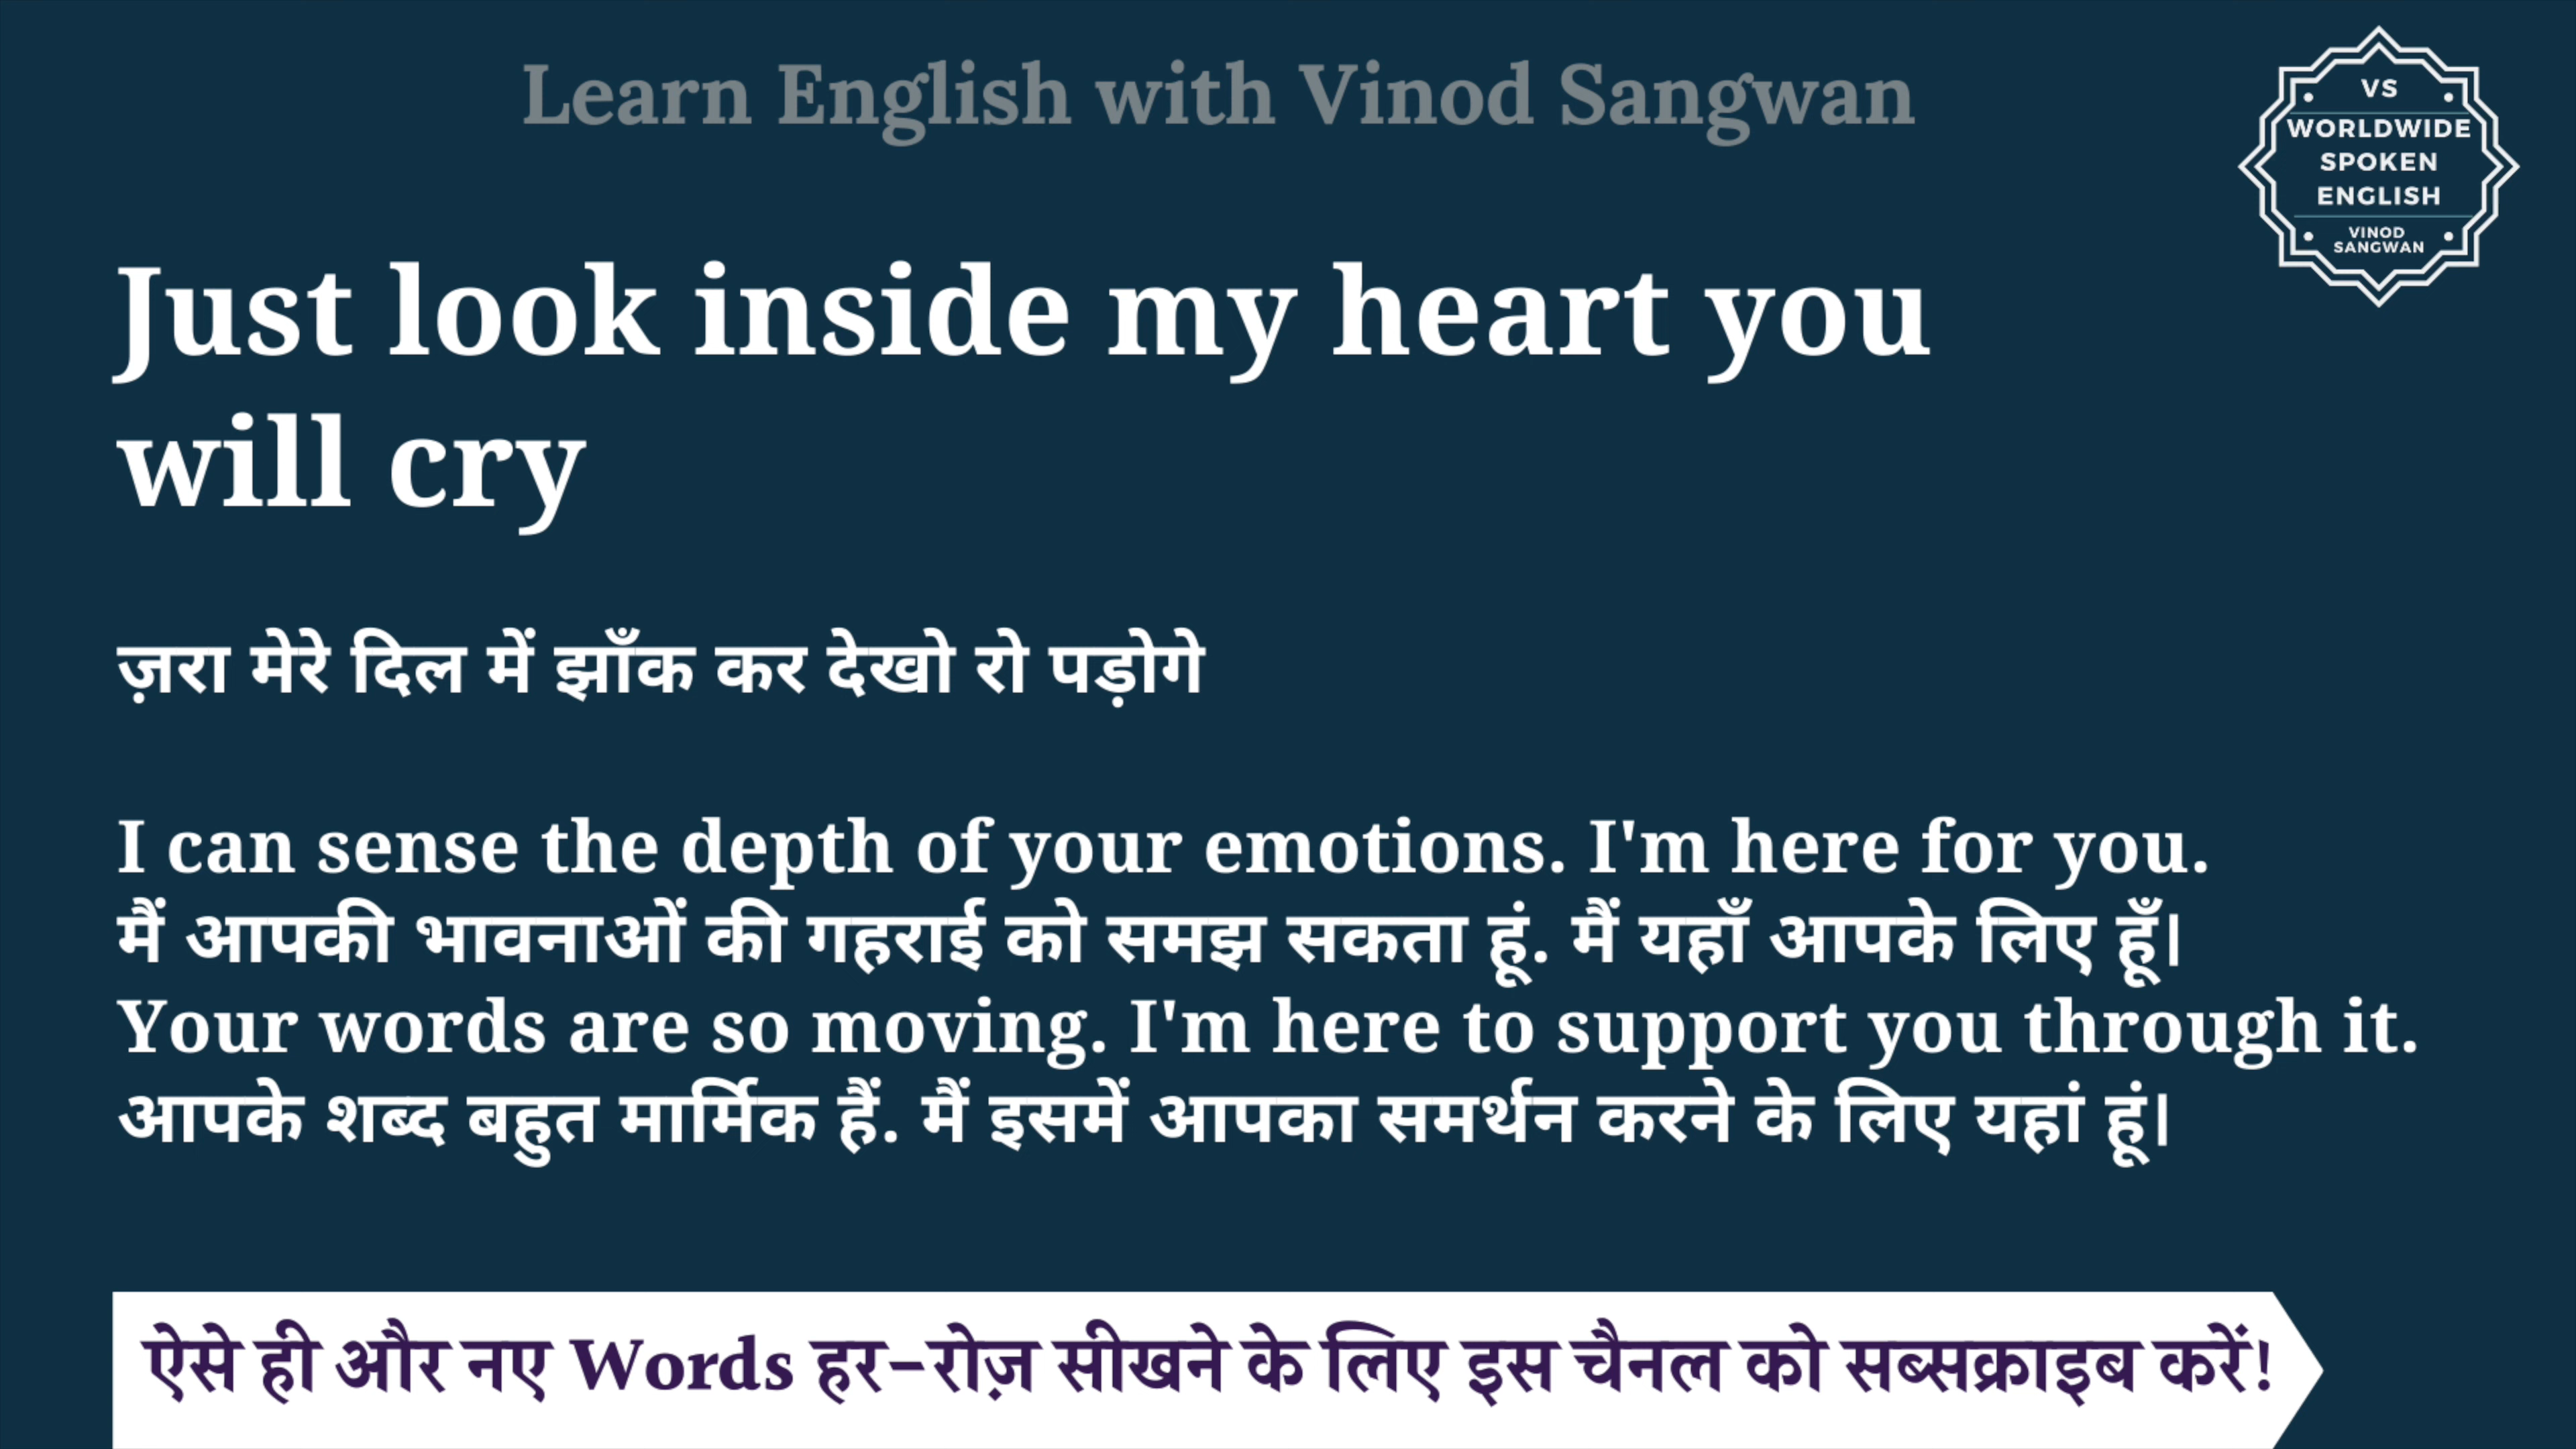 Learn English with Vinod Sangwan
VS
WORLDWIDE
SPOKEN
ENGLISH
VINOD
SANGWAN
Just look inside my heart you
will cry
ज़रा मेरे दिल में झाँक कर देखो रो पड़ोगे
I can sense the depth of your emotions. I'm here for you.
मैं आपकी भावनाओं की गहराई को समझ सकता हूं. मैं यहाँ आपके लिए हूँ।
Your words are so moving. I'm here to support you through it.
आपके शब्द बहुत मार्मिक हैं. मैं इसमें आपका समर्थन करने के लिए यहां हूं।
ऐसे ही और नए Words हर-रोज़ सीखने के लिए इस चैनल को सब्सक्राइब करें!